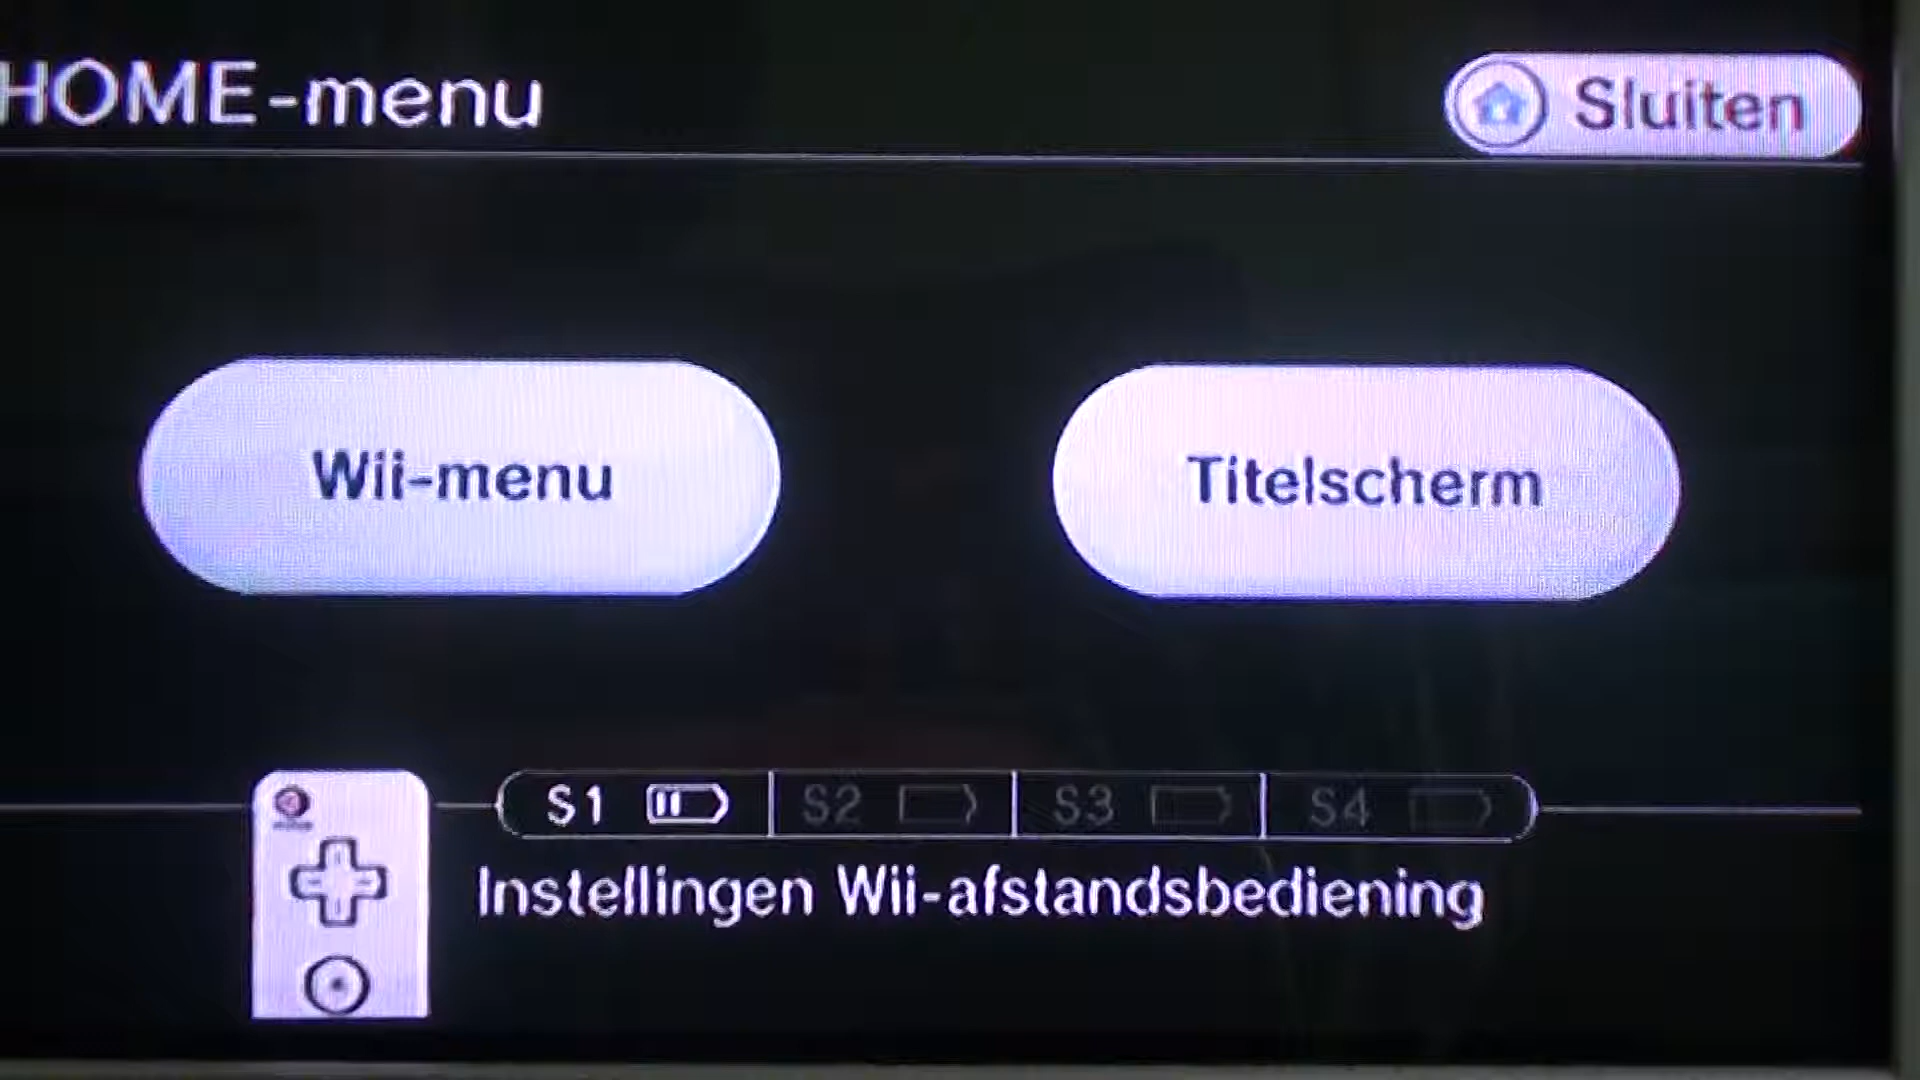 HOME-menu
Sluiten
Wii-menu
Titelscherm
S1 S2 S3 S4
Instellingen Wii-afstandsbediening